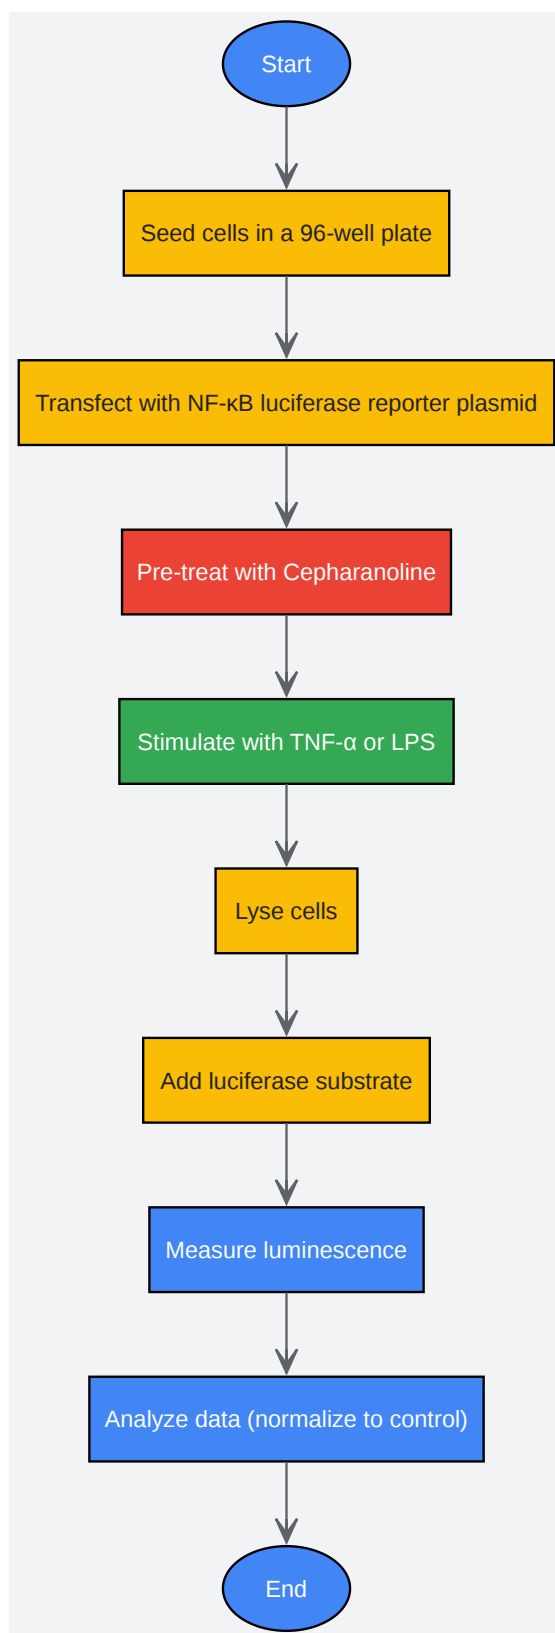 Start
Seed cells in a 96-well plate
Transfect with NF-κB luciferase reporter plasmid
Pre-treat with Cepharanoline
Stimulate with TNF-α or LPS
Lyse cells
Add luciferase substrate
Measure luminescence
Analyze data (normalize to control)
End